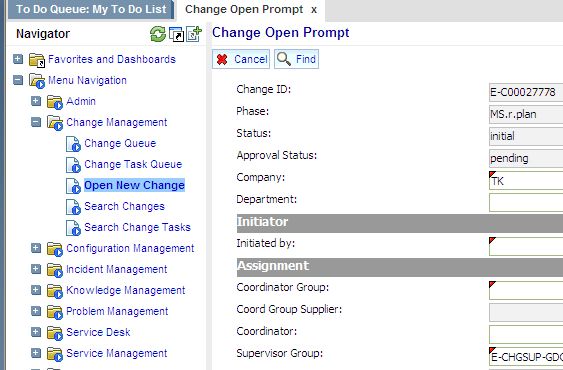 To Do Queue: My To Do List
Change Open Prompt x
Navigator
Favorites and Dashboards
Menu Navigation
Admin
Change Management
Change Queue
Change Task Queue
Open New Change
Search Changes
Search Change Tasks
Configuration Management
Incident Management
Knowledge Management
Problem Management
Service Desk
Service Management
Change Open Prompt
Cancel
Find
Change ID: E-C00027778
Phase: MS.r.plan
Status: initial
Approval Status: pending
Company: TK
Department:
Initiator
Initiated by:
Assignment
Coordinator Group:
Coord Group Supplier:
Coordinator:
Supervisor Group: E-CHGSUP-GDC